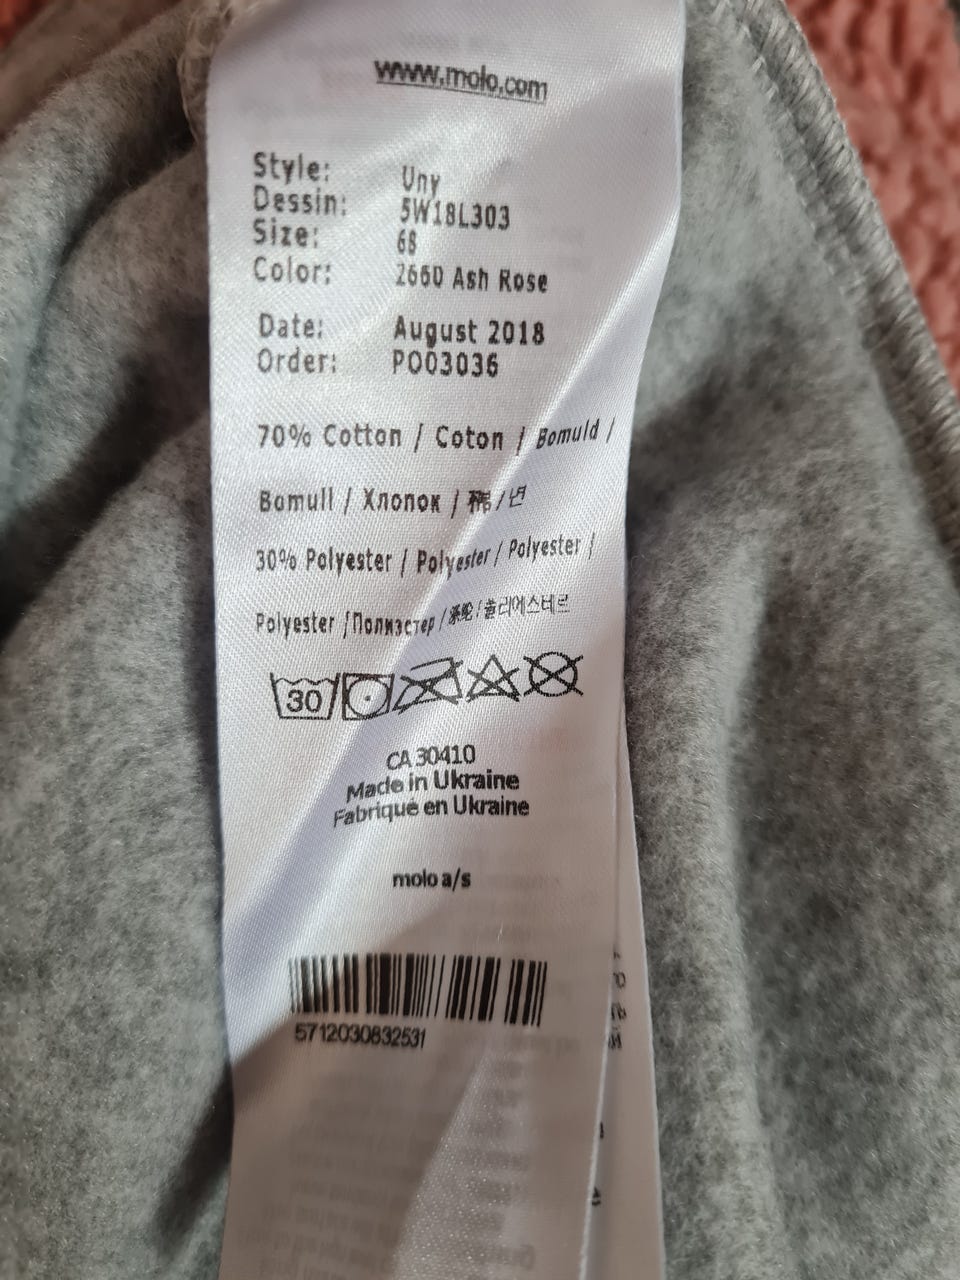 www.molo.com
Style: Uny
Dessin: 5W18L303
Size: 68
Color: 2660 Ash Rose
Date: August 2018
Order: PO03036
70% Cotton / Coton / Bomuld /
Bomull / Хлопок / 棉 / 면
30% Polyester / Polyester / Polyester /
Polyester / Полиэстер / 涤纶 / 폴리에스테르
30
CA 30410
Made in Ukraine
Fabriqué en Ukraine
molo a/s
5712030832531